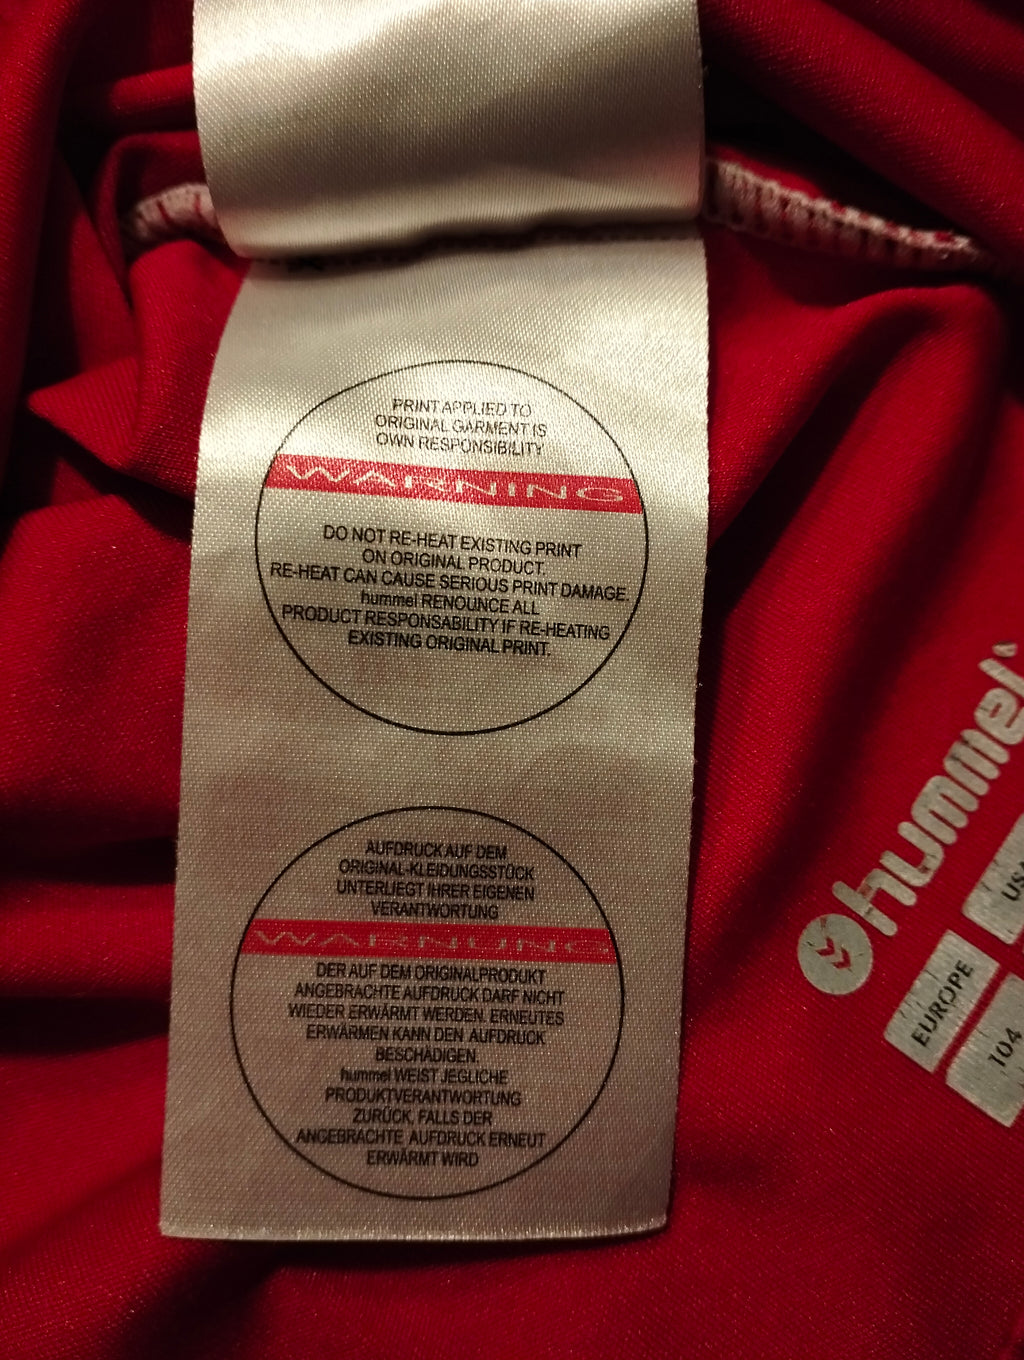 PRINT APPLIED TO
ORIGINAL GARMENT IS
OWN RESPONSIBILITY
WARNING
DO NOT RE-HEAT EXISTING PRINT
ON ORIGINAL PRODUCT.
RE-HEAT CAN CAUSE SERIOUS PRINT DAMAGE.
hummel RENOUNCE ALL
PRODUCT RESPONSABILITY IF RE-HEATING
EXISTING ORIGINAL PRINT.
AUFDRUCK AUF DEM
ORIGINAL-KLEIDUNGSSTÜCK
UNTERLIEGT IHRER EIGENEN
VERANTWORTUNG
WARNUNG
DER AUF DEM ORIGINALPRODUKT
ANGEBRACHTE AUFDRUCK DARF NICHT
WIEDER ERWÄRMT WERDEN. ERNEUTES
ERWÄRMEN KANN DEN AUFDRUCK
BESCHÄDIGEN.
hummel WEIST JEGLICHE
PRODUKTVERANTWORTUNG
ZURÜCK, FALLS DER
ANGEBRACHTE AUFDRUCK ERNEUT
ERWÄRMT WIRD
hummel
EUROPE
104